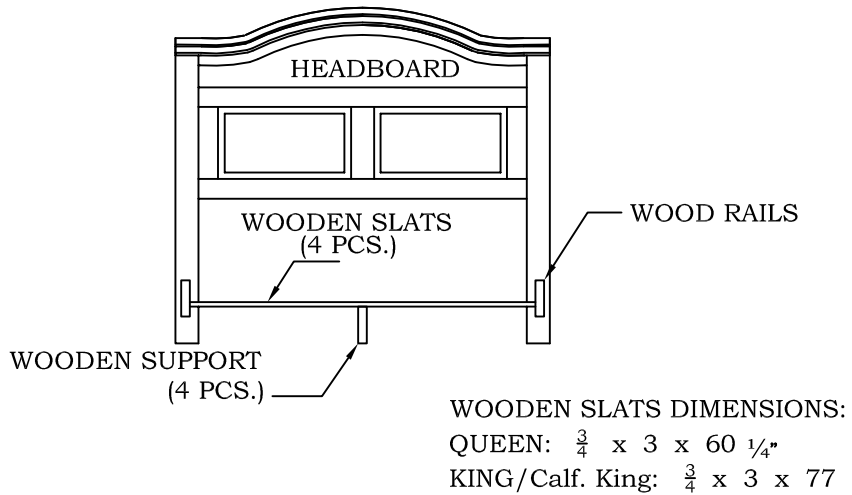 HEADBOARD
WOODEN SLATS
(4 PCS.)
WOOD RAILS
WOODEN SUPPORT
(4 PCS.)
WOODEN SLATS DIMENSIONS:
QUEEN: 3/4 x 3 x 60 1/4"
KING/Calf. King: 3/4 x 3 x 77